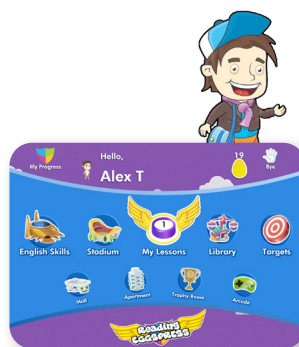 My Progress
Hello,
Alex T
19
Bye
English Skills
Stadium
1
My Lessons
Library
Targets
Mall
Apartment
Trophy Room
Arcade
Reading
EGGSPRESS